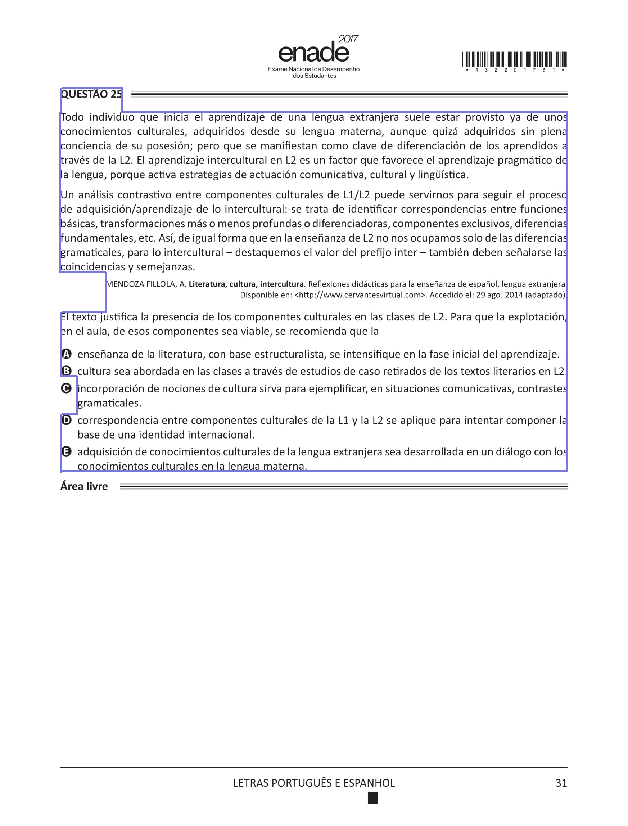 enade 2017
Exame Nacional de Desempenho
dos Estudantes
*R322017S1*
QUESTÃO 25
Todo individuo que inicia el aprendizaje de una lengua extranjera suele estar provisto ya de unos
conocimientos culturales, adquiridos desde su lengua materna, aunque quizá adquiridos sin plena
conciencia de su posesión; pero que se manifiestan como clave de diferenciación de los aprendidos a
través de la L2. El aprendizaje intercultural en L2 es un factor que favorece el aprendizaje pragmático de
la lengua, porque activa estrategias de actuación comunicativa, cultural y lingüística.
Un análisis contrastivo entre componentes culturales de L1/L2 puede servirnos para seguir el proceso
de adquisición/aprendizaje de lo intercultural: se trata de identificar correspondencias entre funciones
básicas, transformaciones más o menos profundas o diferenciadoras, componentes exclusivos, diferencias
fundamentales, etc. Así, de igual forma que en la enseñanza de L2 no nos ocupamos solo de las diferencias
gramaticales, para lo intercultural – destaquemos el valor del prefijo inter – también deben señalarse las
coincidencias y semejanzas.
MENDOZA FILLOLA, A. Literatura, cultura, intercultura. Reflexiones didácticas para la enseñanza de español, lengua extranjera.
Disponible en: <http://www.cervantesvirtual.com>. Accedido el: 29 ago. 2014 (adaptado).
El texto justifica la presencia de los componentes culturales en las clases de L2. Para que la explotación,
en el aula, de esos componentes sea viable, se recomienda que la
A enseñanza de la literatura, con base estructuralista, se intensifique en la fase inicial del aprendizaje.
B cultura sea abordada en las clases a través de estudios de caso retirados de los textos literarios en L2.
C incorporación de nociones de cultura sirva para ejemplificar, en situaciones comunicativas, contrastes
gramaticales.
D correspondencia entre componentes culturales de la L1 y la L2 se aplique para intentar componer la
base de una identidad internacional.
E adquisición de conocimientos culturales de la lengua extranjera sea desarrollada en un diálogo con los
conocimientos culturales en la lengua materna.
Área livre
LETRAS PORTUGUÊS E ESPANHOL 31